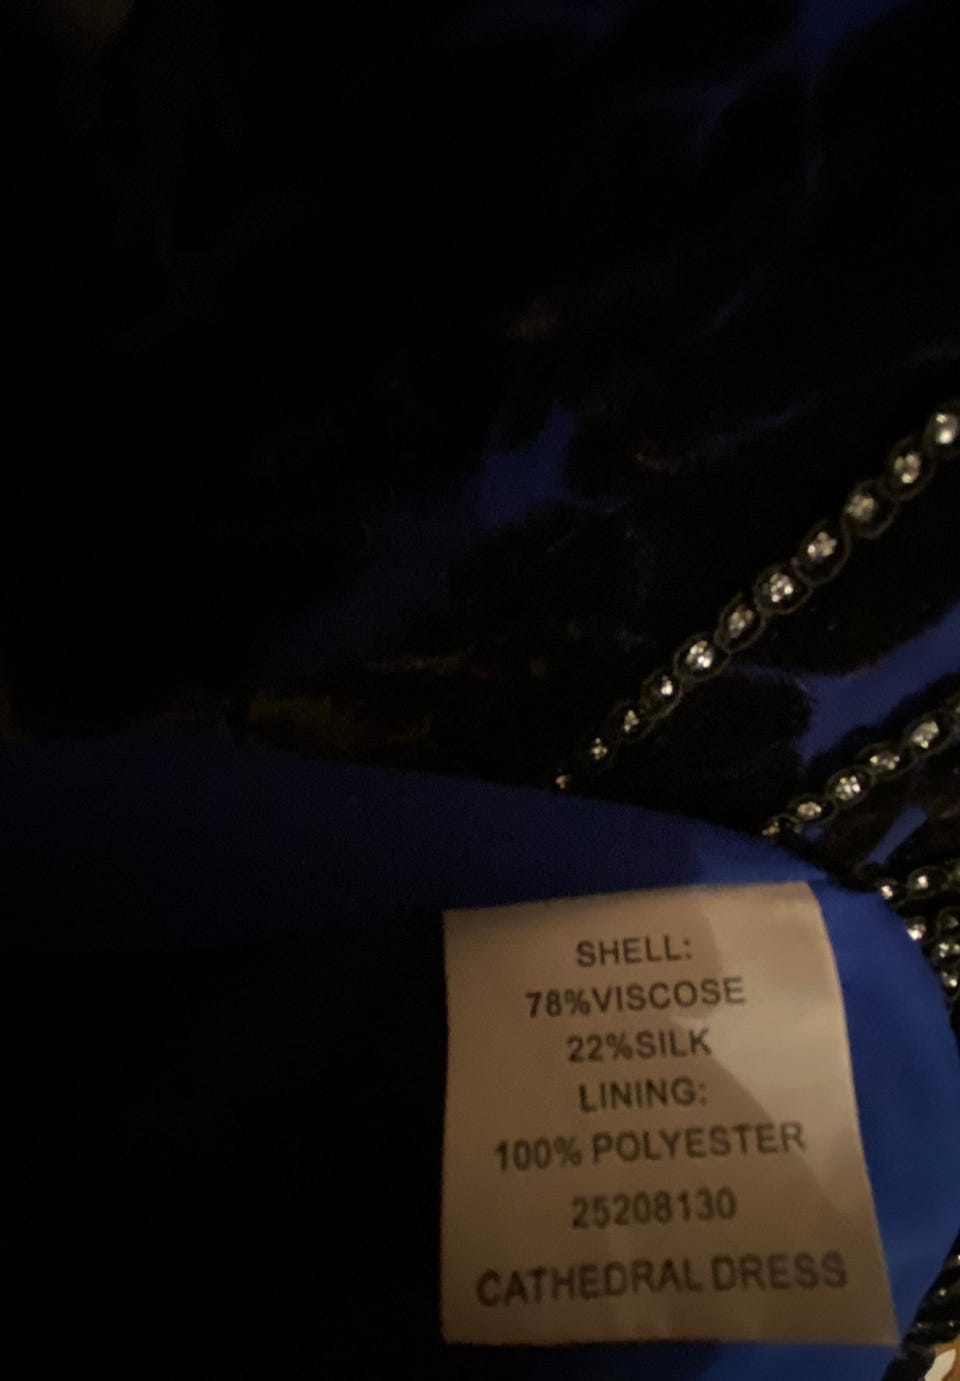 SHELL:
78%VISCOSE
22%SILK
LINING:
100% POLYESTER
25208130
CATHEDRAL DRESS